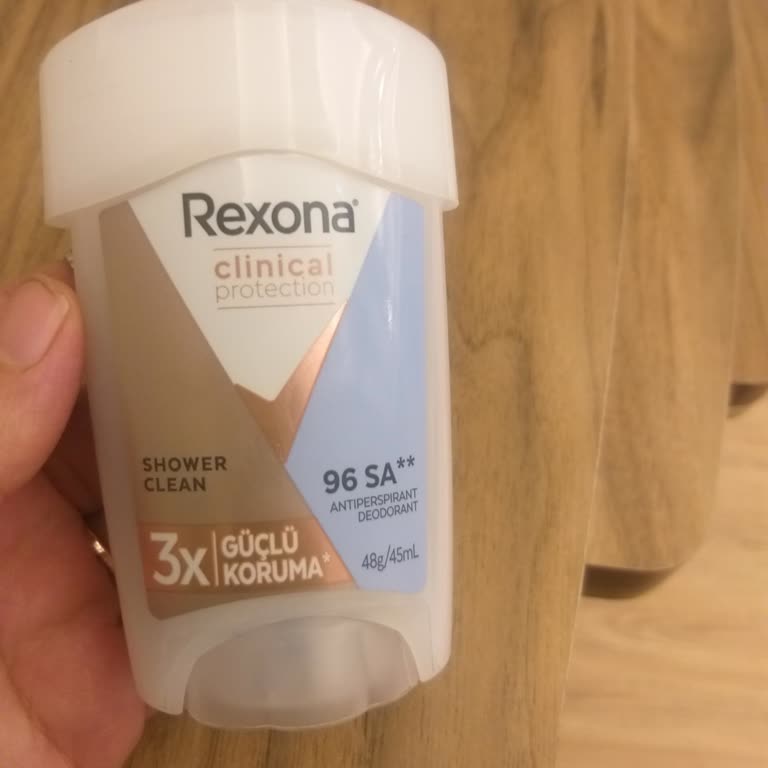 Rexona®
clinical
protection
SHOWER
CLEAN
96 SA**
ANTIPERSPIRANT
DEODORANT
3x
GÜÇLÜ
KORUMA*
48g/45mL